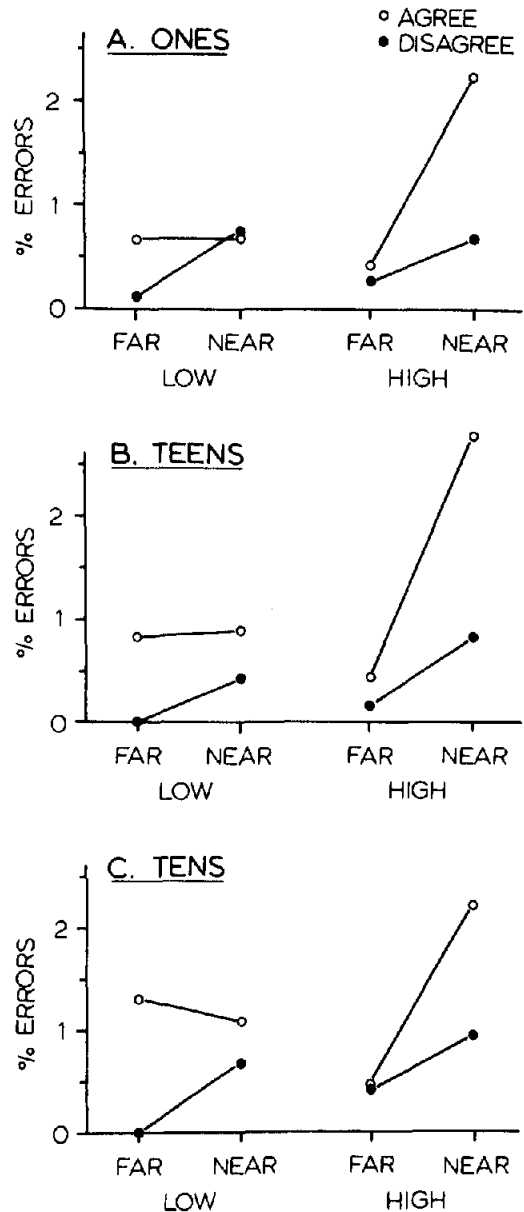 A. ONES
○ AGREE
● DISAGREE
% ERRORS
2
1
0
FAR NEAR FAR NEAR
LOW HIGH
B. TEENS
% ERRORS
2
1
0
FAR NEAR FAR NEAR
LOW HIGH
C. TENS
% ERRORS
2
1
0
FAR NEAR FAR NEAR
LOW HIGH